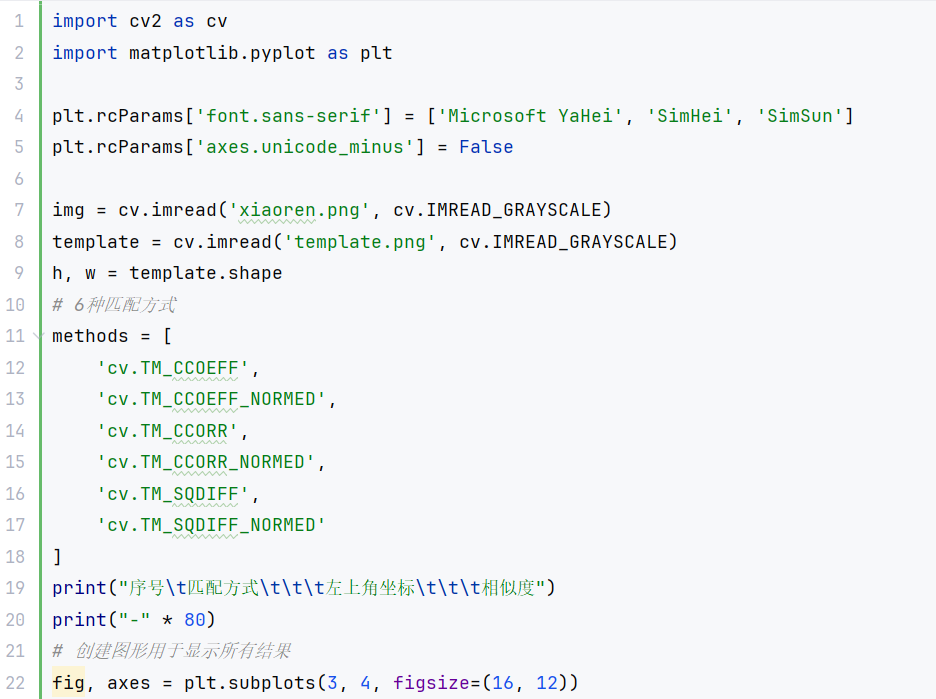 1 import cv2 as cv
2 import matplotlib.pyplot as plt
3
4 plt.rcParams['font.sans-serif'] = ['Microsoft YaHei', 'SimHei', 'SimSun']
5 plt.rcParams['axes.unicode_minus'] = False
6
7 img = cv.imread('xiaoren.png', cv.IMREAD_GRAYSCALE)
8 template = cv.imread('template.png', cv.IMREAD_GRAYSCALE)
9 h, w = template.shape
10 # 6种匹配方式
11 methods = [
12     'cv.TM_CCOEFF',
13     'cv.TM_CCOEFF_NORMED',
14     'cv.TM_CCORR',
15     'cv.TM_CCORR_NORMED',
16     'cv.TM_SQDIFF',
17     'cv.TM_SQDIFF_NORMED'
18 ]
19 print("序号\t匹配方式\t\t\t左上角坐标\t\t\t相似度")
20 print("-" * 80)
21 # 创建图形用于显示所有结果
22 fig, axes = plt.subplots(3, 4, figsize=(16, 12))